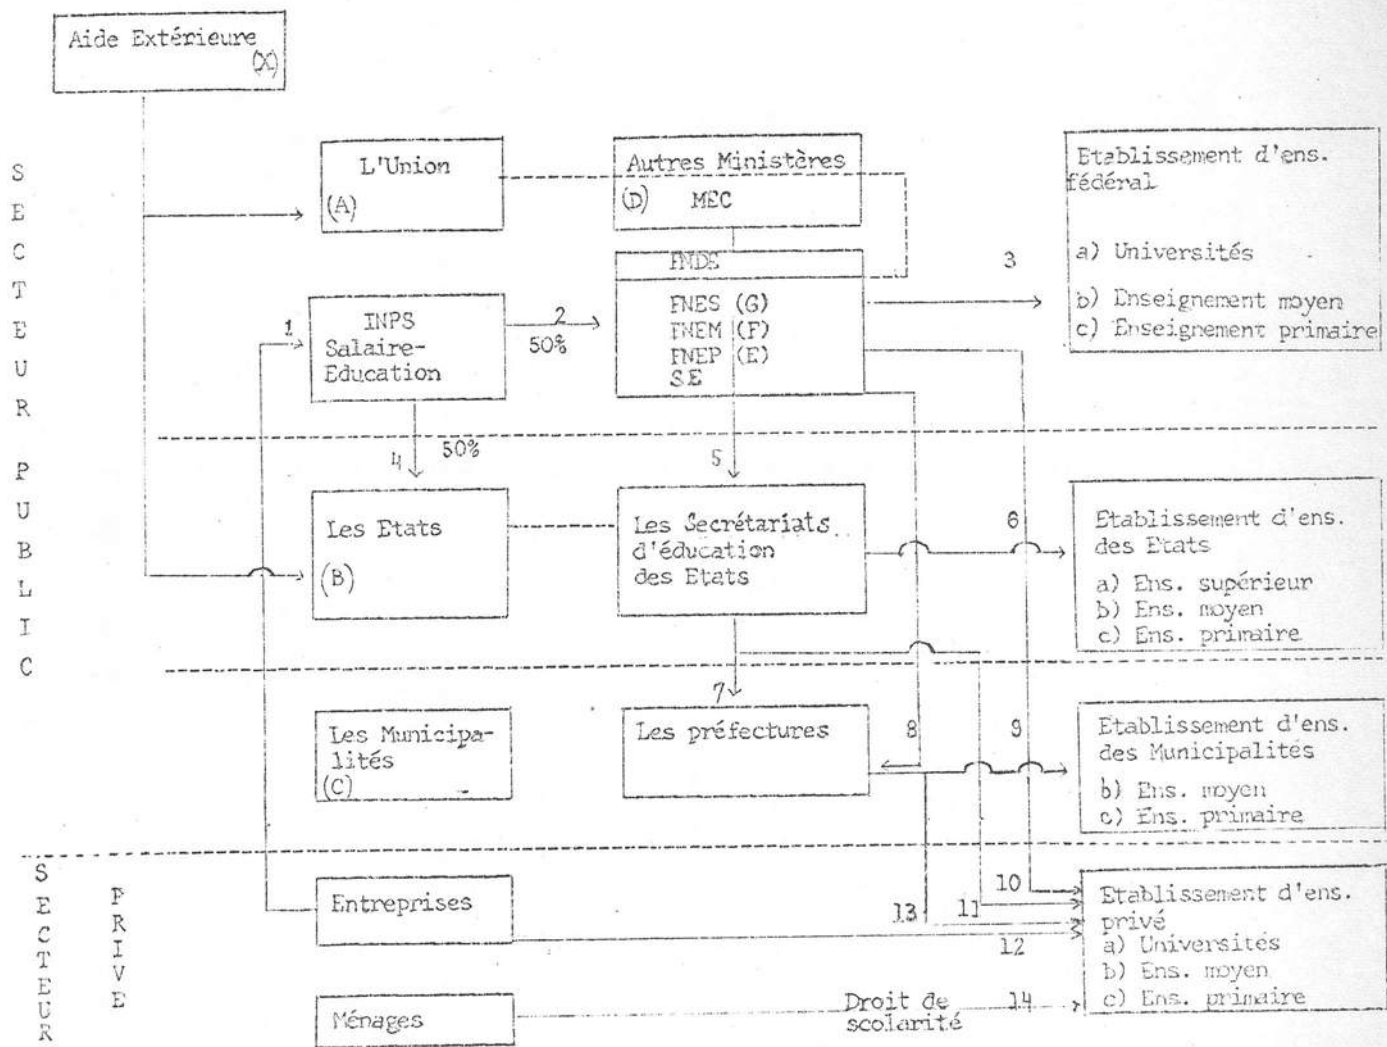 Aide Extérieure
(X)
L'Union
(A)
Autres Ministères
(D) MEC
Etablissement d'ens.
fédéral
a) Universités
b) Enseignement moyen
c) Enseignement primaire
FNDE
FNES (G)
FNEM (F)
FNEP (E)
SE
3
1
INPS
Salaire-
Education
2
50%
4
50%
5
SECTEUR PUBLIC
Les Etats
(B)
Les Secrétariats
d'éducation
des Etats
6
Etablissement d'ens.
des Etats
a) Ens. supérieur
b) Ens. moyen
c) Ens. primaire
7
Les Municipa-
lités
(C)
Les préfectures
8
9
Etablissement d'ens.
des Municipalités
b) Ens. moyen
c) Ens. primaire
SECTEUR
PRIVE
Entreprises
10
11
13
12
Etablissement d'ens.
privé
a) Universités
b) Ens. moyen
c) Ens. primaire
Ménages
Droit de
scolarité
14